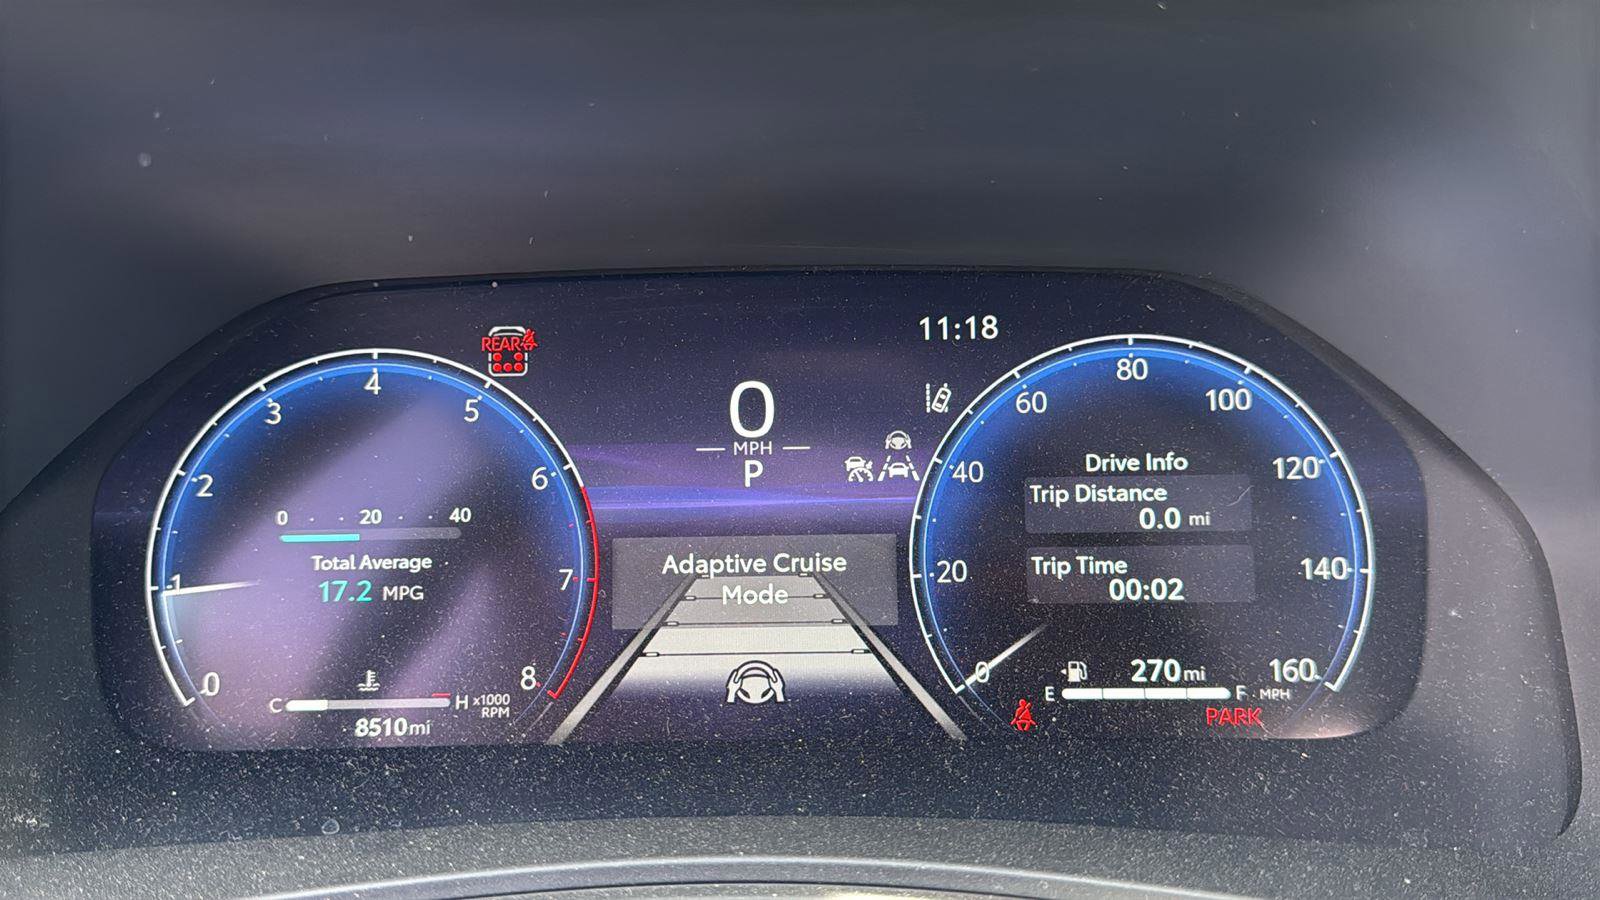 REAR
11:18
0
MPH
P
0 1 2 3 4 5 6 7 8
0 20 40
Total Average
17.2 MPG
C H x1000
RPM
8510 mi
Adaptive Cruise
Mode
0 20 40 60 80 100 120 140 160
MPH
Drive Info
Trip Distance
0.0 mi
Trip Time
00:02
270 mi
E F
PARK